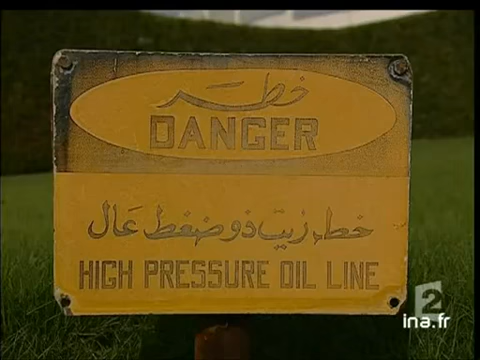 خطر
DANGER
خط زيت ذو ضغط عال
HIGH PRESSURE OIL LINE
2
ina.fr